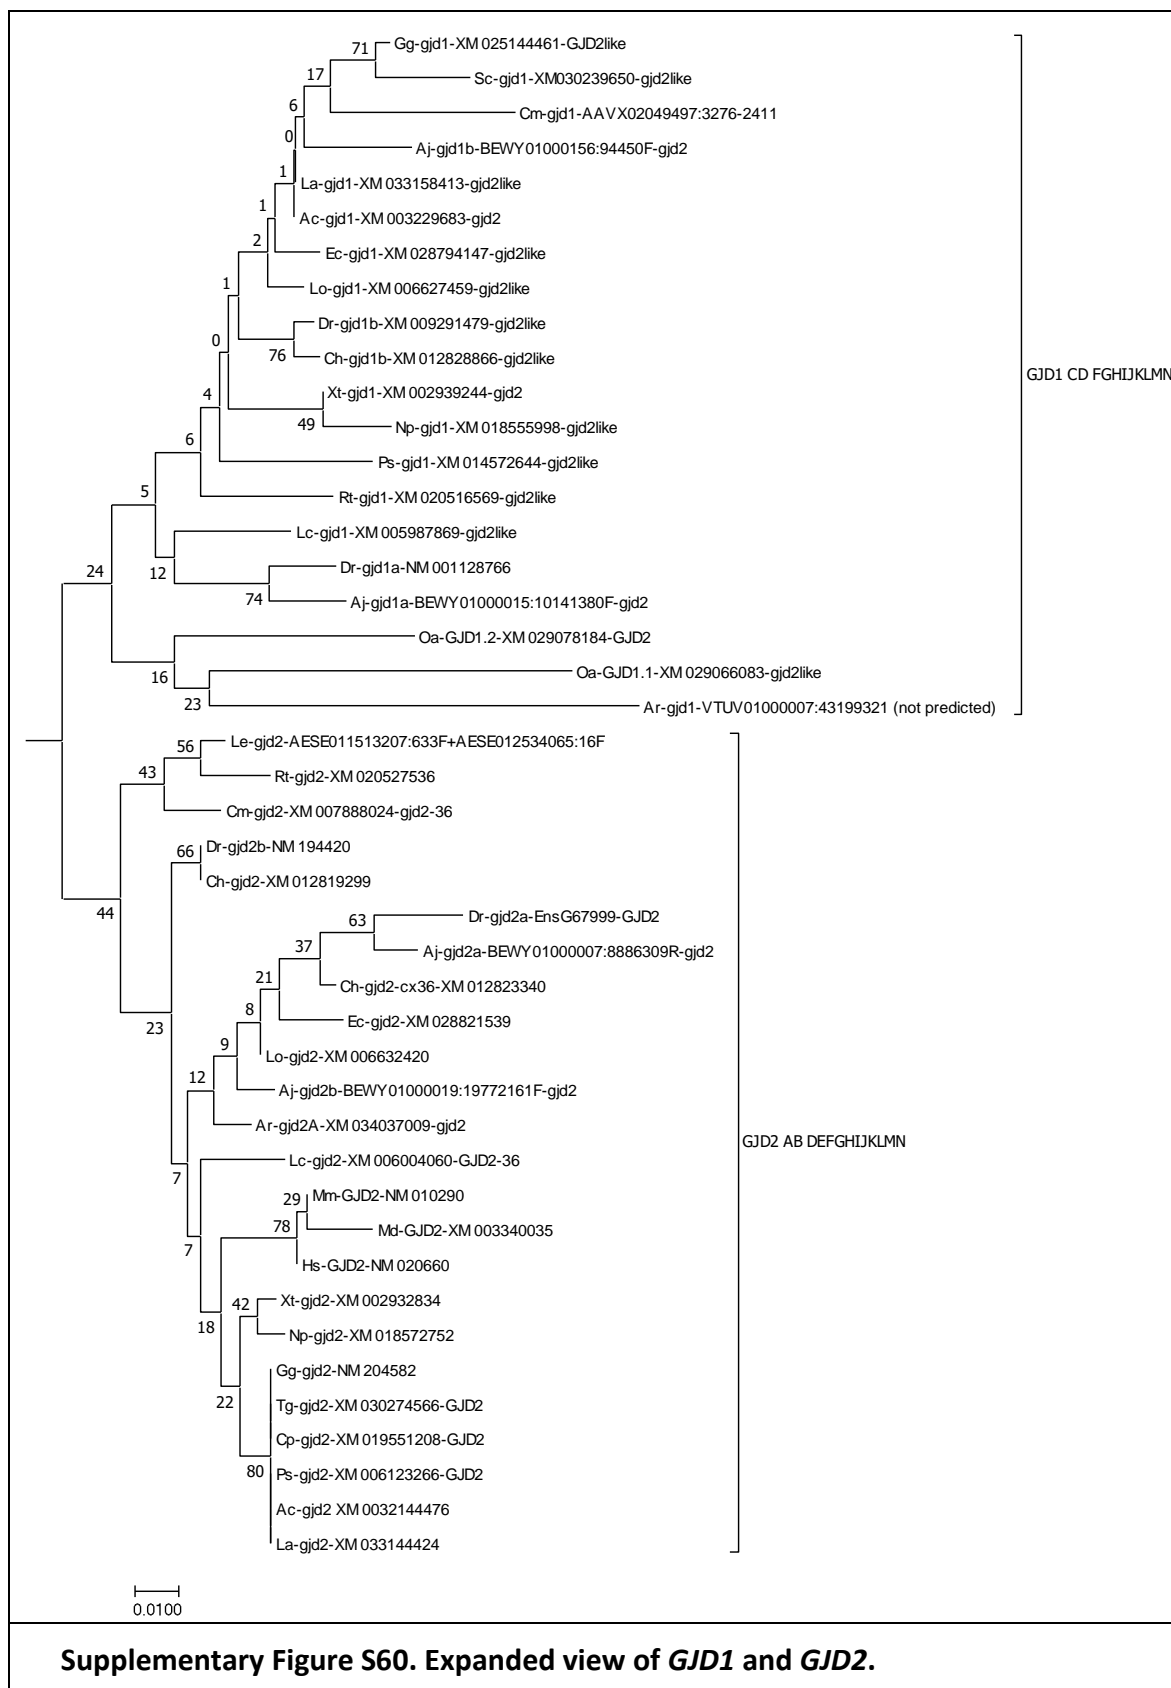 71
Gg-gjd1-XM 025144461-GJD2like
17
Sc-gjd1-XM030239650-gjd2like
6
Cm-gjd1-AAVX02049497:3276-2411
0
Aj-gjd1b-BEWY01000156:94450F-gjd2
1
La-gjd1-XM 033158413-gjd2like
1
Ac-gjd1-XM 003229683-gjd2
2
Ec-gjd1-XM 028794147-gjd2like
1
Lo-gjd1-XM 006627459-gjd2like
0
Dr-gjd1b-XM 009291479-gjd2like
76
Ch-gjd1b-XM 012828866-gjd2like
GJD1 CD FGHIJKLMN
4
Xt-gjd1-XM 002939244-gjd2
49
Np-gjd1-XM 018555998-gjd2like
6
Ps-gjd1-XM 014572644-gjd2like
5
Rt-gjd1-XM 020516569-gjd2like
Lc-gjd1-XM 005987869-gjd2like
24
12
Dr-gjd1a-NM 001128766
74
Aj-gjd1a-BEWY01000015:10141380F-gjd2
Oa-GJD1.2-XM 029078184-GJD2
16
Oa-GJD1.1-XM 029066083-gjd2like
23
Ar-gjd1-VTUV01000007:43199321 (not predicted)
56
Le-gjd2-AESE011513207:633F+AESE012534065:16F
43
Rt-gjd2-XM 020527536
Cm-gjd2-XM 007888024-gjd2-36
66
Dr-gjd2b-NM 194420
Ch-gjd2-XM 012819299
44
63
Dr-gjd2a-EnsG67999-GJD2
37
Aj-gjd2a-BEWY01000007:8886309R-gjd2
21
Ch-gjd2-cx36-XM 012823340
8
Ec-gjd2-XM 028821539
23
9
Lo-gjd2-XM 006632420
12
Aj-gjd2b-BEWY01000019:19772161F-gjd2
Ar-gjd2A-XM 034037009-gjd2
GJD2 AB DEFGHIJKLMN
7
Lc-gjd2-XM 006004060-GJD2-36
29
Mm-GJD2-NM 010290
78
Md-GJD2-XM 003340035
7
Hs-GJD2-NM 020660
42
Xt-gjd2-XM 002932834
18
Np-gjd2-XM 018572752
Gg-gjd2-NM 204582
22
Tg-gjd2-XM 030274566-GJD2
Cp-gjd2-XM 019551208-GJD2
80
Ps-gjd2-XM 006123266-GJD2
Ac-gjd2 XM 0032144476
La-gjd2-XM 033144424
0.0100
Supplementary Figure S60. Expanded view of GJD1 and GJD2.